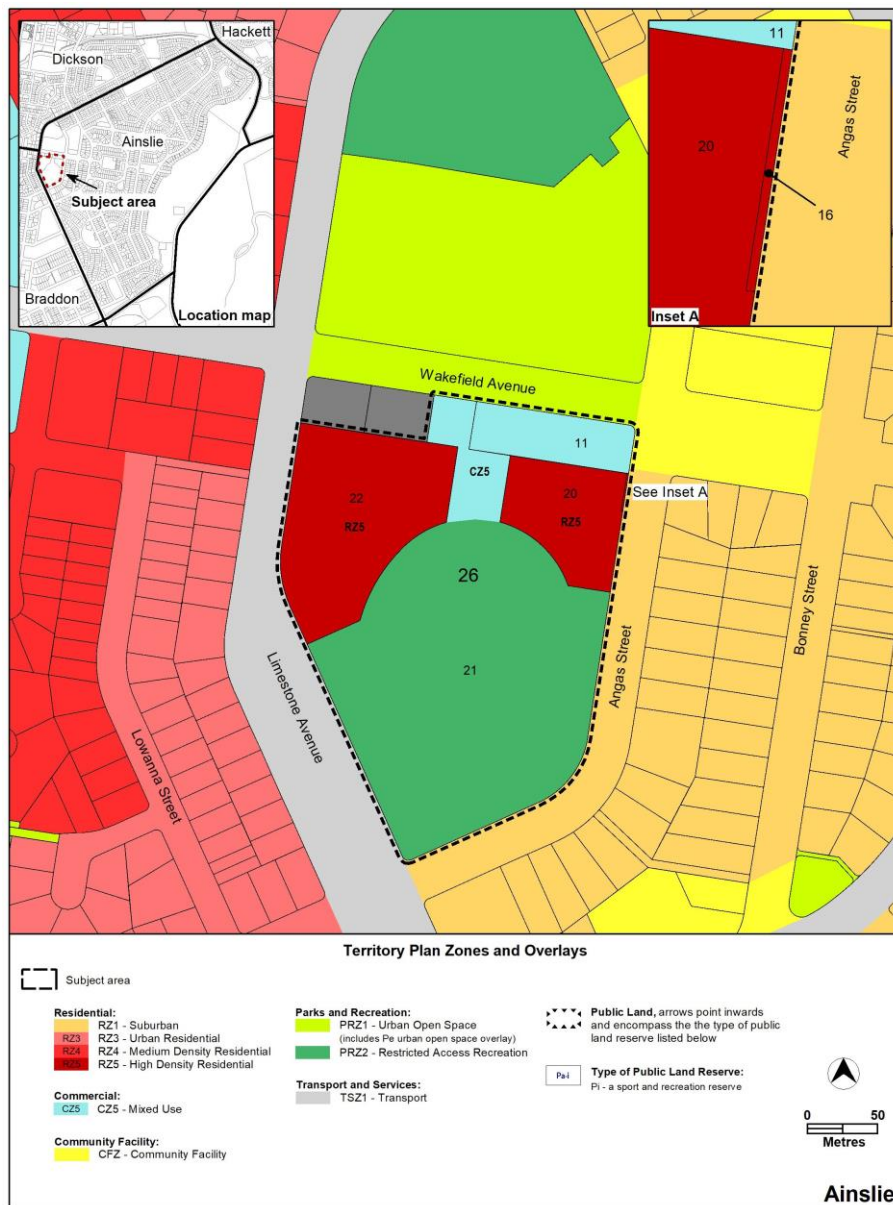 Hackett
Dickson
Ainslie
Subject area
Braddon
Location map
11
20
Angas Street
16
Inset A
Wakefield Avenue
11
CZ5
22
RZ5
20
RZ5
See Inset A
26
21
Limestone Avenue
Lowanna Street
Angas Street
Bonney Street
Territory Plan Zones and Overlays
Subject area
Residential:
RZ1 - Suburban
RZ3 RZ3 - Urban Residential
RZ4 RZ4 - Medium Density Residential
RZ5 RZ5 - High Density Residential
Commercial:
CZ5 CZ5 - Mixed Use
Community Facility:
CFZ - Community Facility
Parks and Recreation:
PRZ1 - Urban Open Space
(includes Pe urban open space overlay)
PRZ2 - Restricted Access Recreation
Transport and Services:
TSZ1 - Transport
Public Land, arrows point inwards
and encompass the the type of public
land reserve listed below
Pa-i
Type of Public Land Reserve:
Pi - a sport and recreation reserve
0 50
Metres
Ainslie